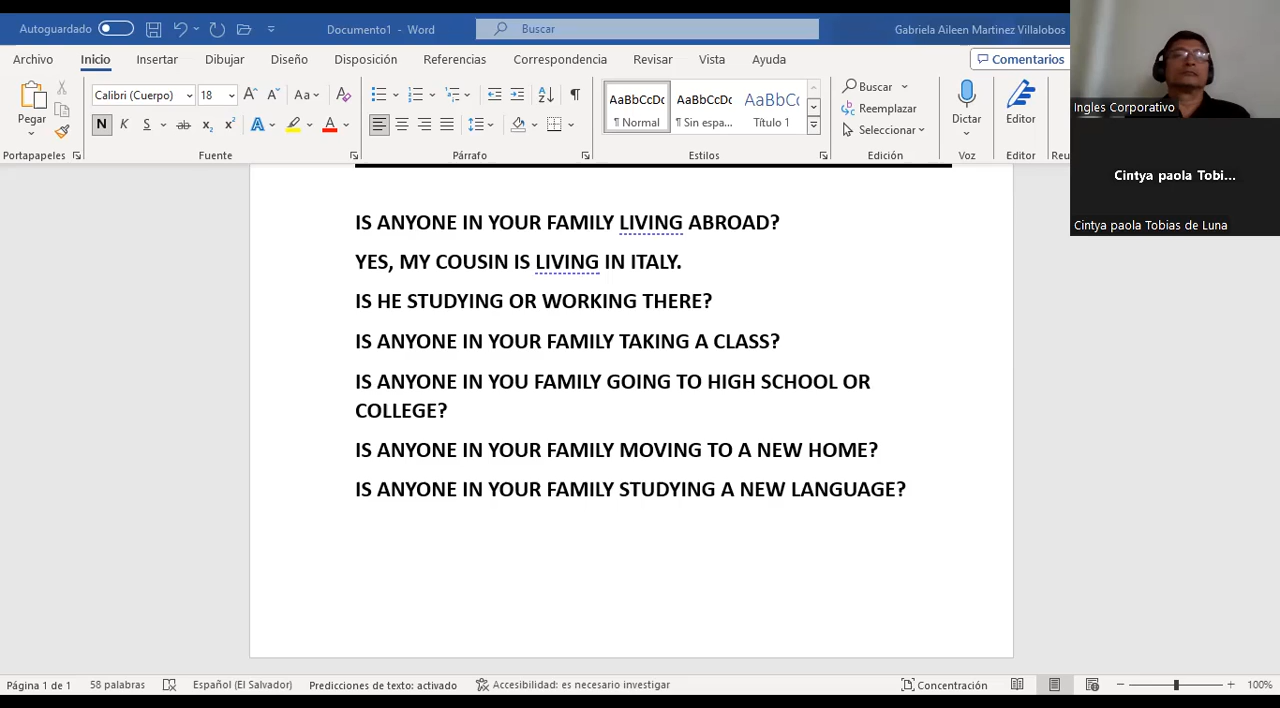 Autoguardado
Documento1 - Word
Buscar
Gabriela Aileen Martinez Villalobos
Archivo Inicio Insertar Dibujar Diseño Disposición Referencias Correspondencia Revisar Vista Ayuda
Comentarios
Pegar
Calibri (Cuerpo) 18
Aa
N K S ab x₂ x² A A
AaBbCcDc AaBbCcDc AaBbCc
¶ Normal ¶ Sin espa... Título 1
Buscar
Reemplazar
Seleccionar
Dictar
Editor
Portapapeles Fuente Párrafo Estilos Edición Voz Editor Reu
Ingles Corporativo
Cintya paola Tobi...
Cintya paola Tobias de Luna
IS ANYONE IN YOUR FAMILY LIVING ABROAD?
YES, MY COUSIN IS LIVING IN ITALY.
IS HE STUDYING OR WORKING THERE?
IS ANYONE IN YOUR FAMILY TAKING A CLASS?
IS ANYONE IN YOU FAMILY GOING TO HIGH SCHOOL OR
COLLEGE?
IS ANYONE IN YOUR FAMILY MOVING TO A NEW HOME?
IS ANYONE IN YOUR FAMILY STUDYING A NEW LANGUAGE?
Página 1 de 1 58 palabras Español (El Salvador) Predicciones de texto: activado Accesibilidad: es necesario investigar Concentración 100%